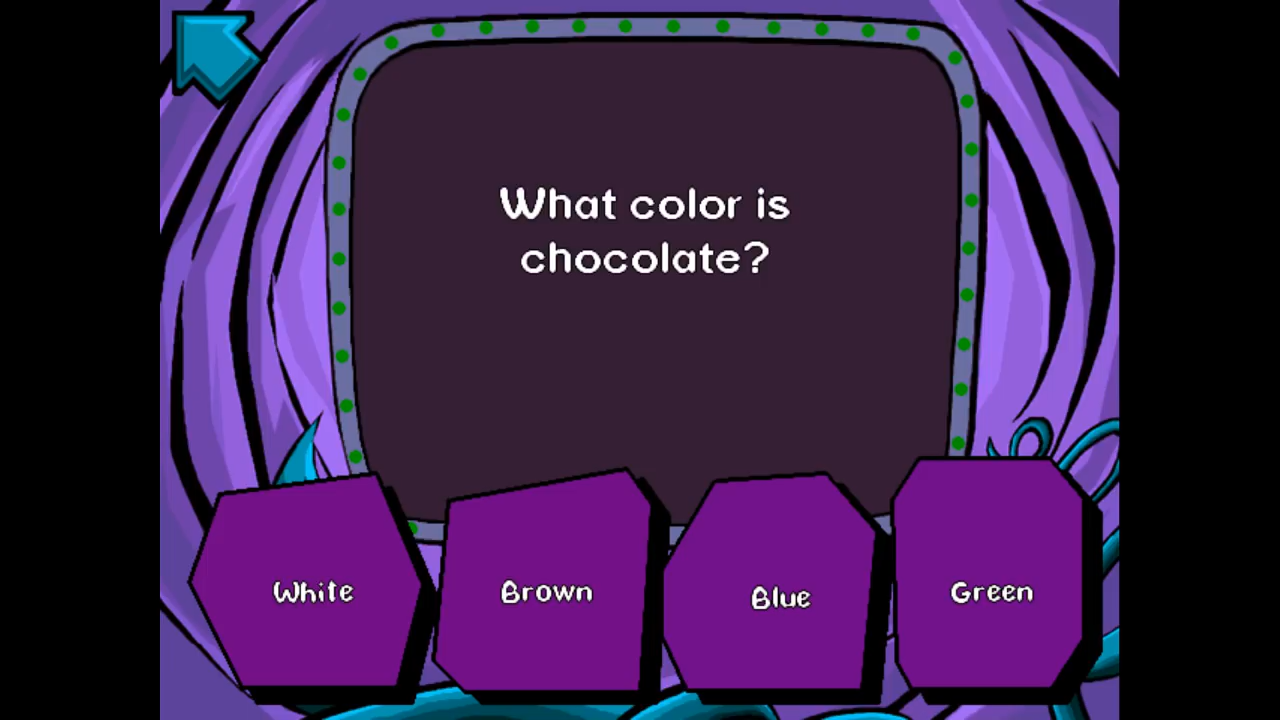 What color is
chocolate?
White
Brown
Blue
Green